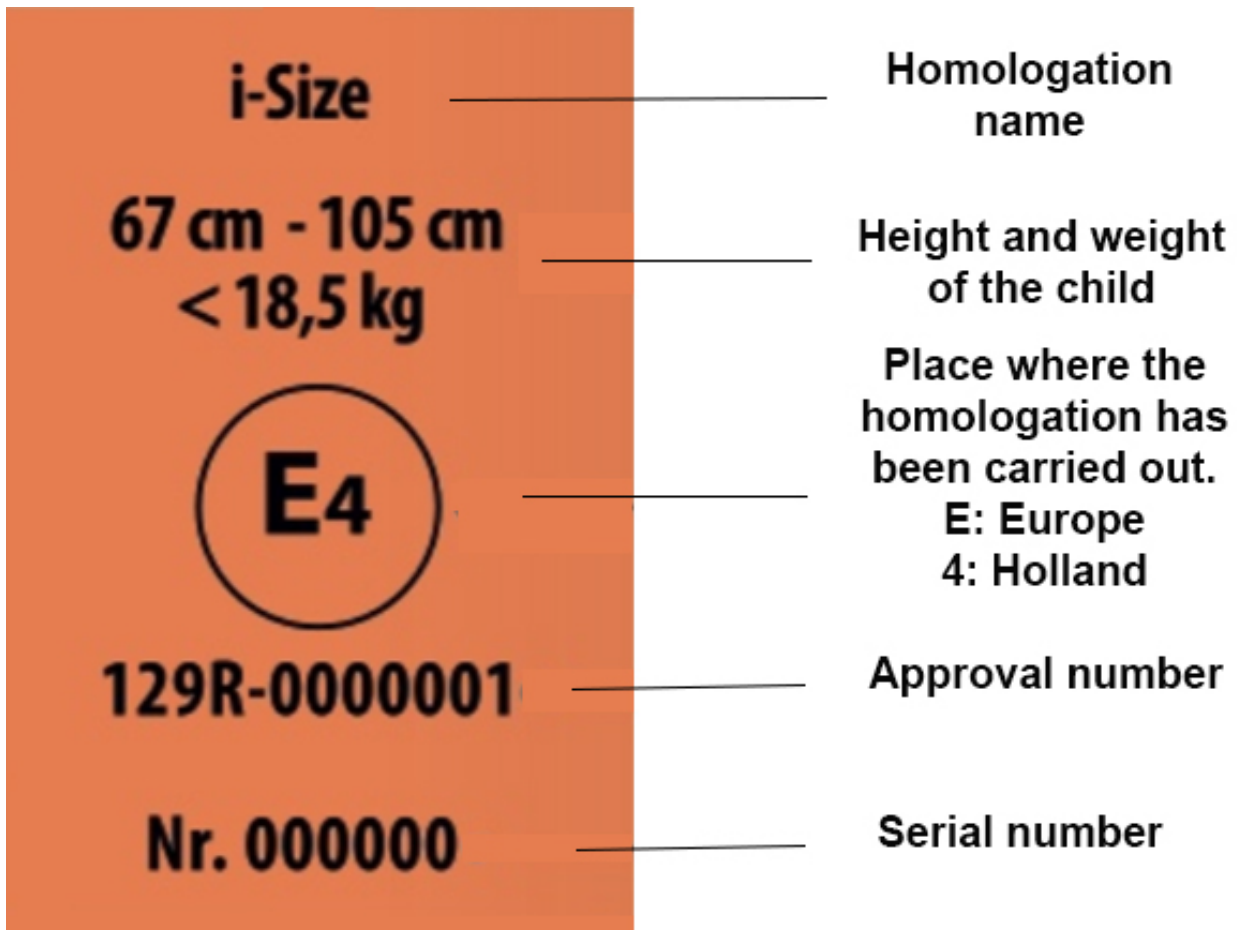 i-Size
Homologation
name
67 cm - 105 cm
< 18,5 kg
Height and weight
of the child
E4
Place where the
homologation has
been carried out.
E: Europe
4: Holland
129R-0000001
Approval number
Nr. 000000
Serial number